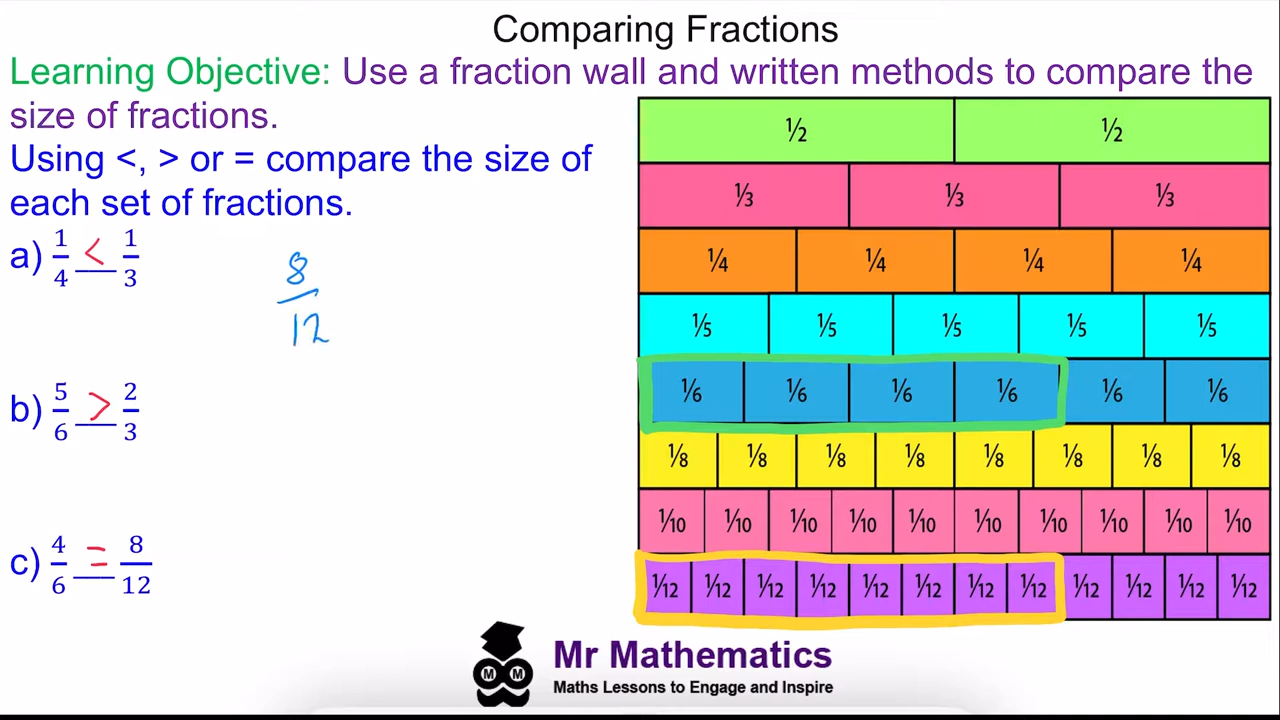 Comparing Fractions
Learning Objective: Use a fraction wall and written methods to compare the
size of fractions.
Using <, > or = compare the size of
each set of fractions.
a) 1/4 < 1/3
8/12
b) 5/6 > 2/3
c) 4/6 = 8/12
½ ½
⅓ ⅓ ⅓
¼ ¼ ¼ ¼
⅕ ⅕ ⅕ ⅕ ⅕
⅙ ⅙ ⅙ ⅙ ⅙ ⅙
⅛ ⅛ ⅛ ⅛ ⅛ ⅛ ⅛ ⅛
1/10 1/10 1/10 1/10 1/10 1/10 1/10 1/10 1/10 1/10
1/12 1/12 1/12 1/12 1/12 1/12 1/12 1/12 1/12 1/12 1/12 1/12
M M
Mr Mathematics
Maths Lessons to Engage and Inspire